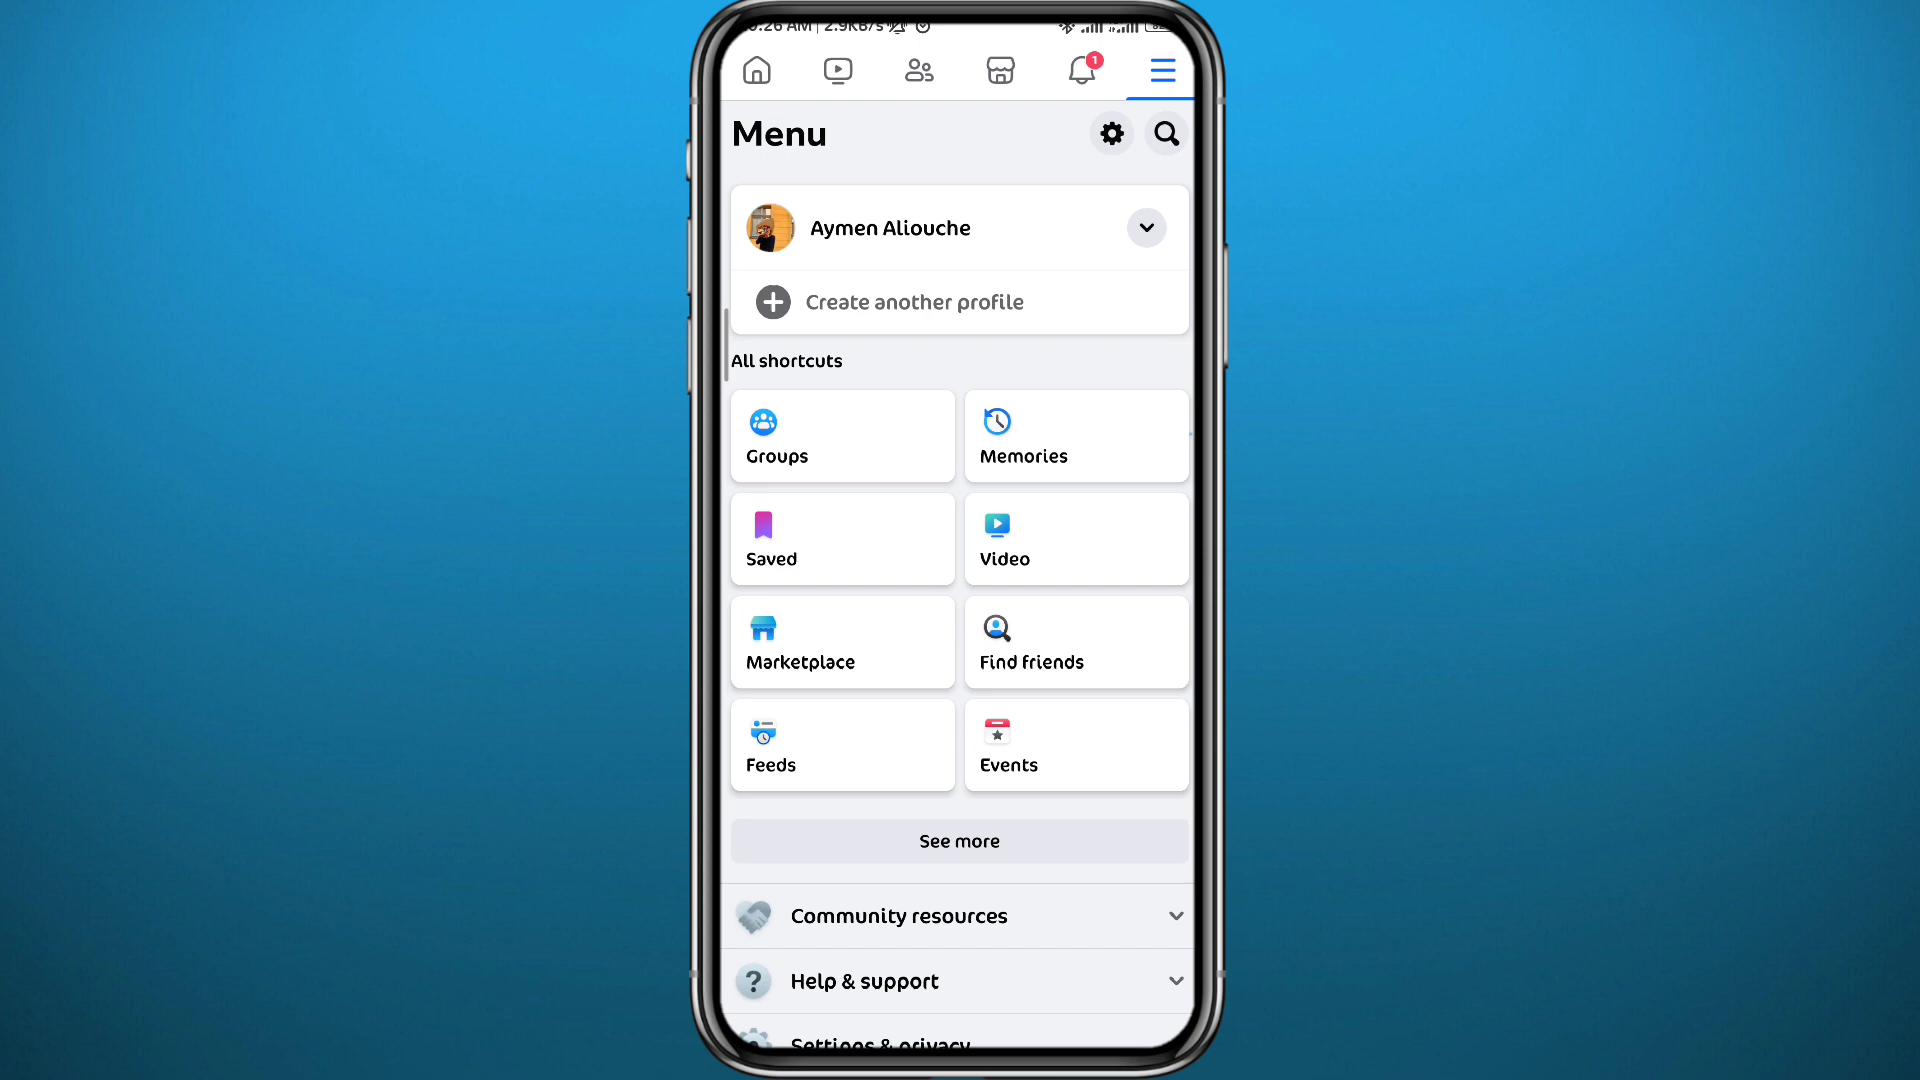 :26 AM | 2.9KB/s
1
Menu
Aymen Aliouche
Create another profile
All shortcuts
Groups
Memories
Saved
Video
Marketplace
Find friends
Feeds
Events
See more
Community resources
Help & support
Settings & privacy